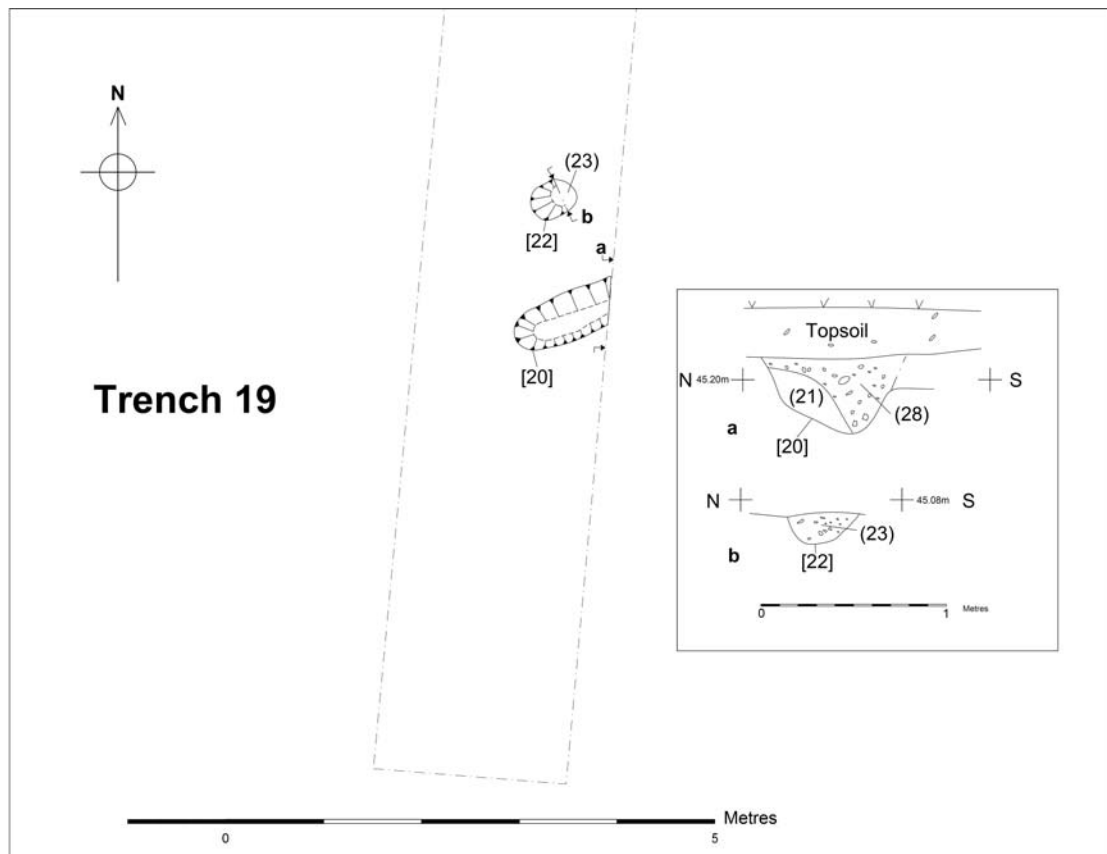 N
(23)
b
[22]
a
[20]
Trench 19
Topsoil
N 45.20m S
(21)
(28)
a
[20]
N 45.08m S
(23)
b
[22]
0 1 Metres
0 5 Metres